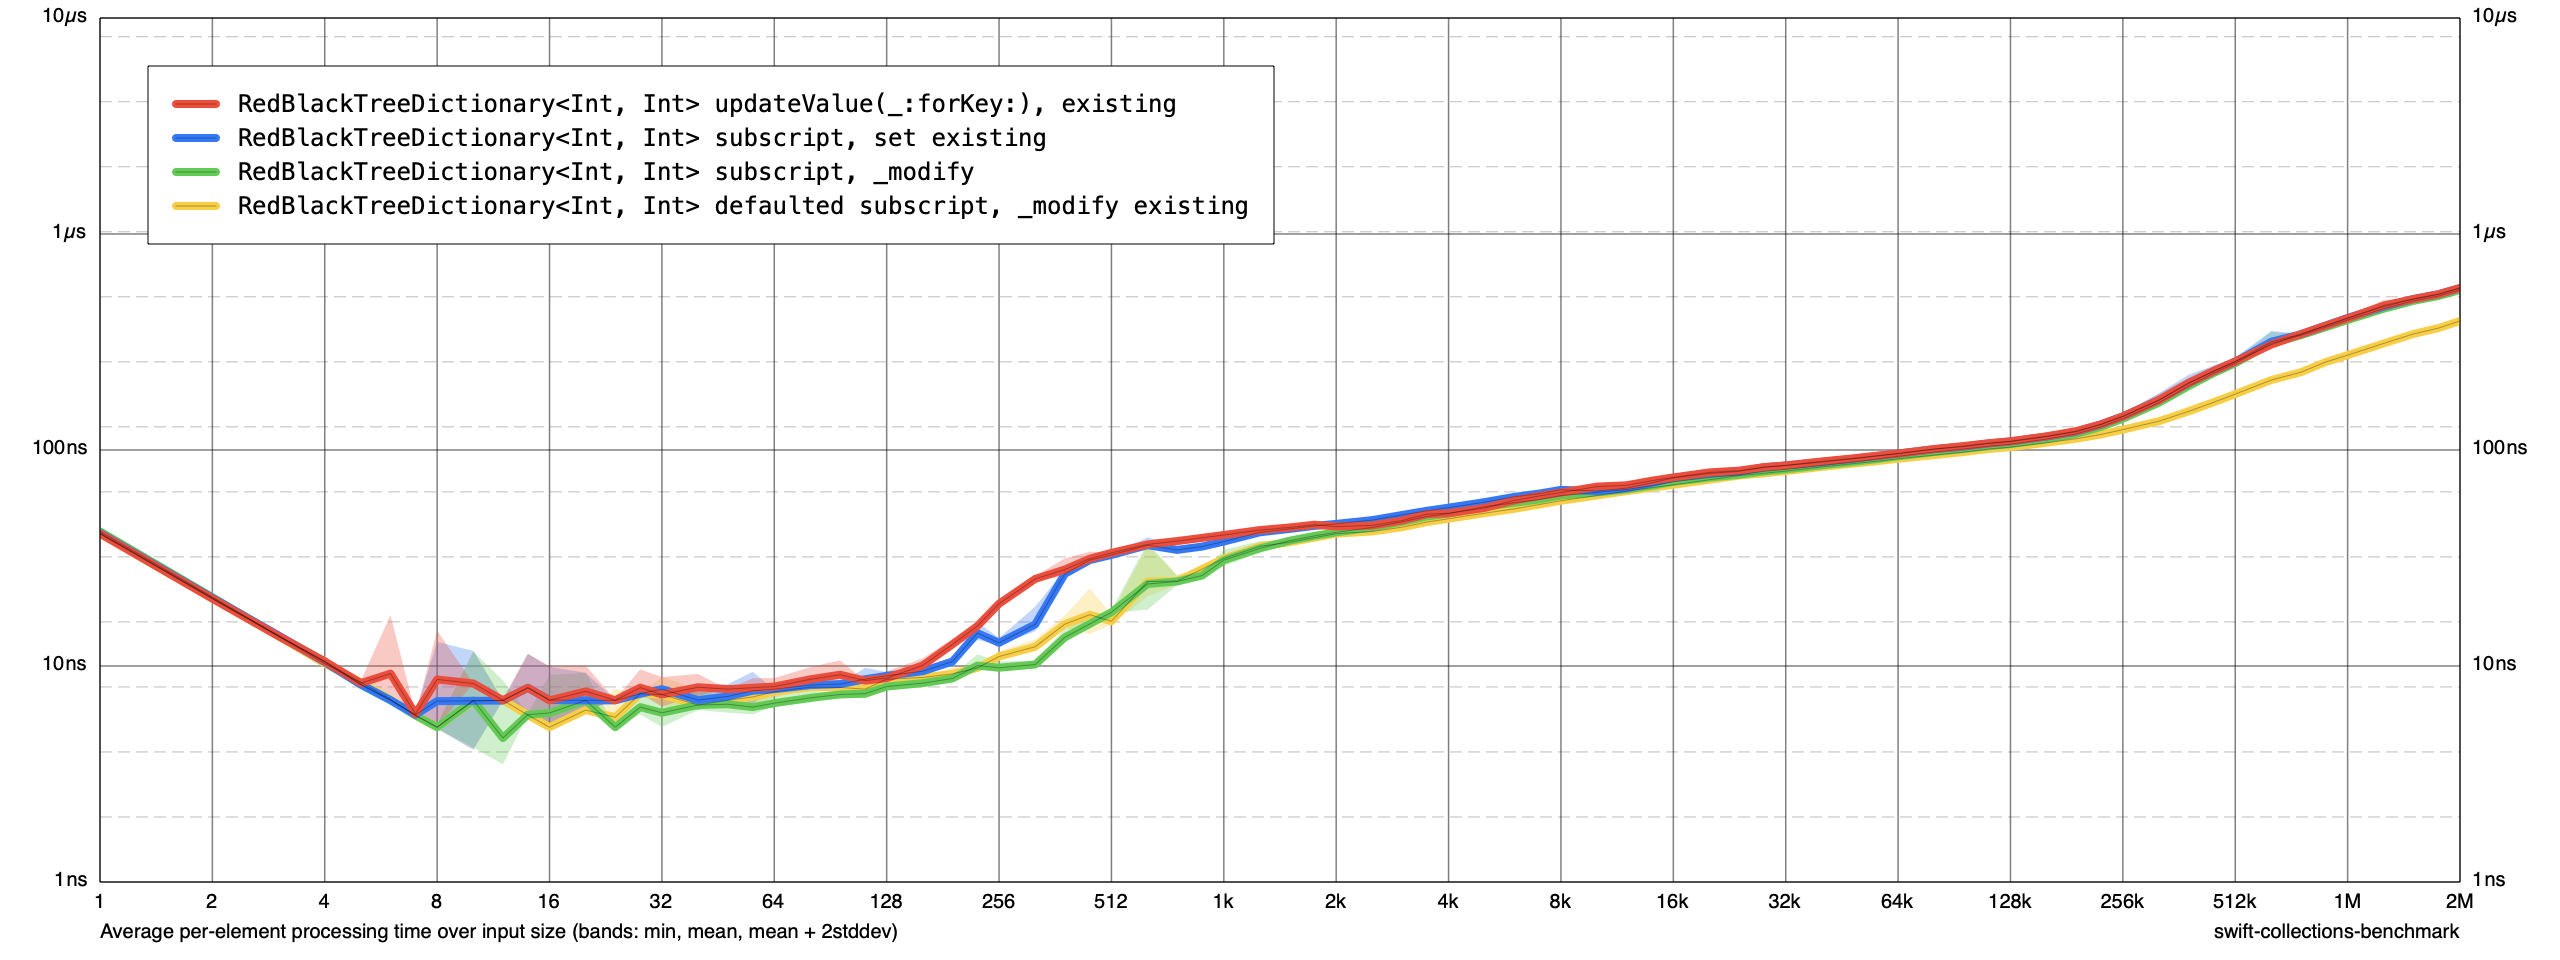 10µs 10µs
RedBlackTreeDictionary<Int, Int> updateValue(_:forKey:), existing
RedBlackTreeDictionary<Int, Int> subscript, set existing
RedBlackTreeDictionary<Int, Int> subscript, _modify
RedBlackTreeDictionary<Int, Int> defaulted subscript, _modify existing
1µs 1µs
100ns 100ns
10ns 10ns
1ns 1ns
1 2 4 8 16 32 64 128 256 512 1k 2k 4k 8k 16k 32k 64k 128k 256k 512k 1M 2M
Average per-element processing time over input size (bands: min, mean, mean + 2stddev) swift-collections-benchmark